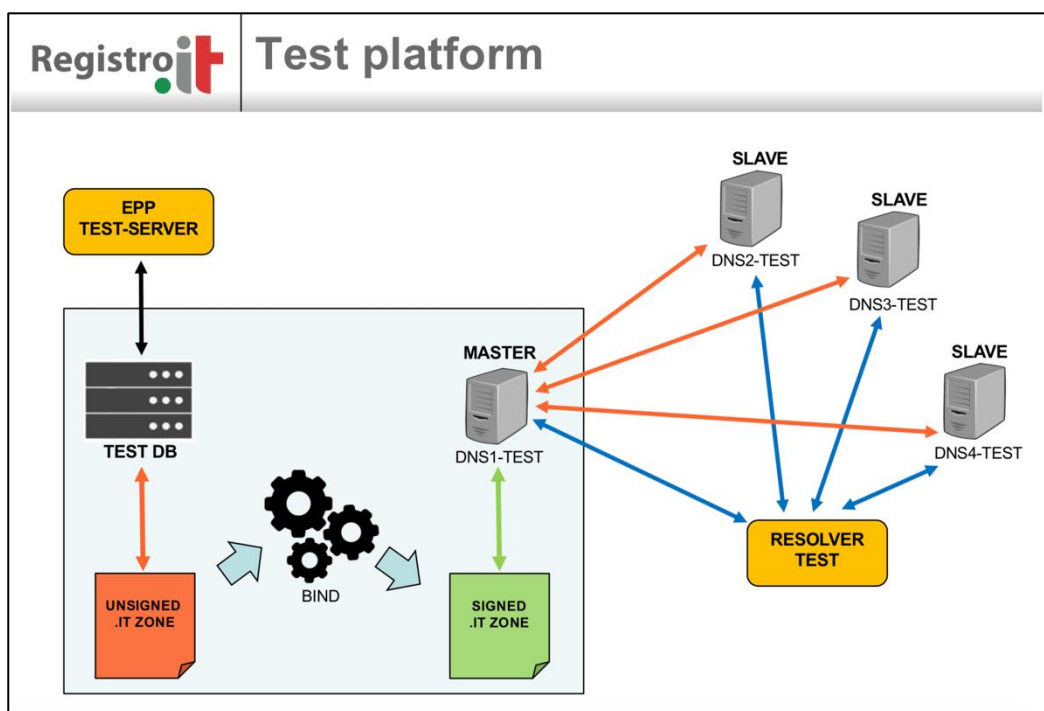 Registro.it
Test platform
EPP
TEST-SERVER
TEST DB
UNSIGNED
.IT ZONE
BIND
MASTER
DNS1-TEST
SIGNED
.IT ZONE
SLAVE
DNS2-TEST
SLAVE
DNS3-TEST
SLAVE
DNS4-TEST
RESOLVER
TEST